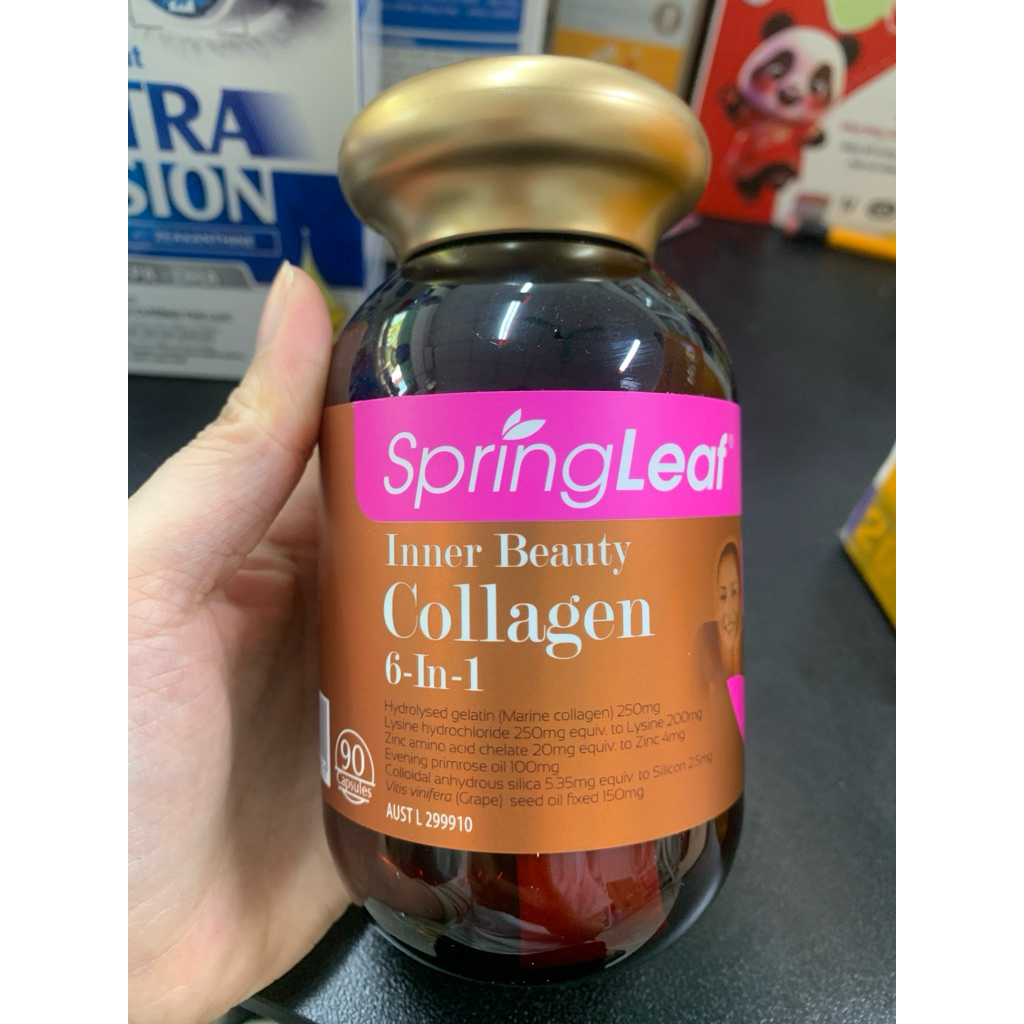 TRA
SION
SpringLeaf®
Inner Beauty
Collagen
6-In-1
Hydrolysed gelatin (Marine collagen) 250mg
Lysine hydrochloride 250mg equiv. to Lysine 200mg
Zinc amino acid chelate 20mg equiv. to Zinc 4mg
Evening primrose oil 100mg
Colloidal anhydrous silica 5.35mg equiv. to Silicon 2.5mg
Vitis vinifera (Grape) seed oil fixed 150mg
90
Capsules
AUST L 299910